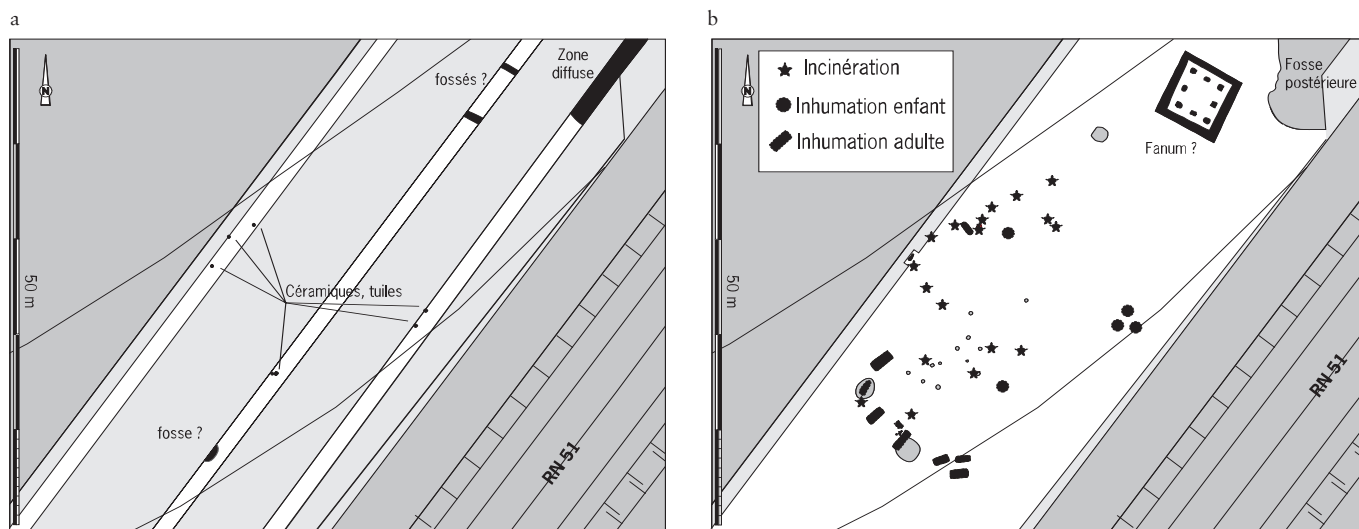 a
N
50 m
fossés ?
Zone
diffuse
Céramiques, tuiles
fosse ?
RN 51
b
N
50 m
Incinération
Inhumation enfant
Inhumation adulte
Fosse
postérieure
Fanum ?
RN 51